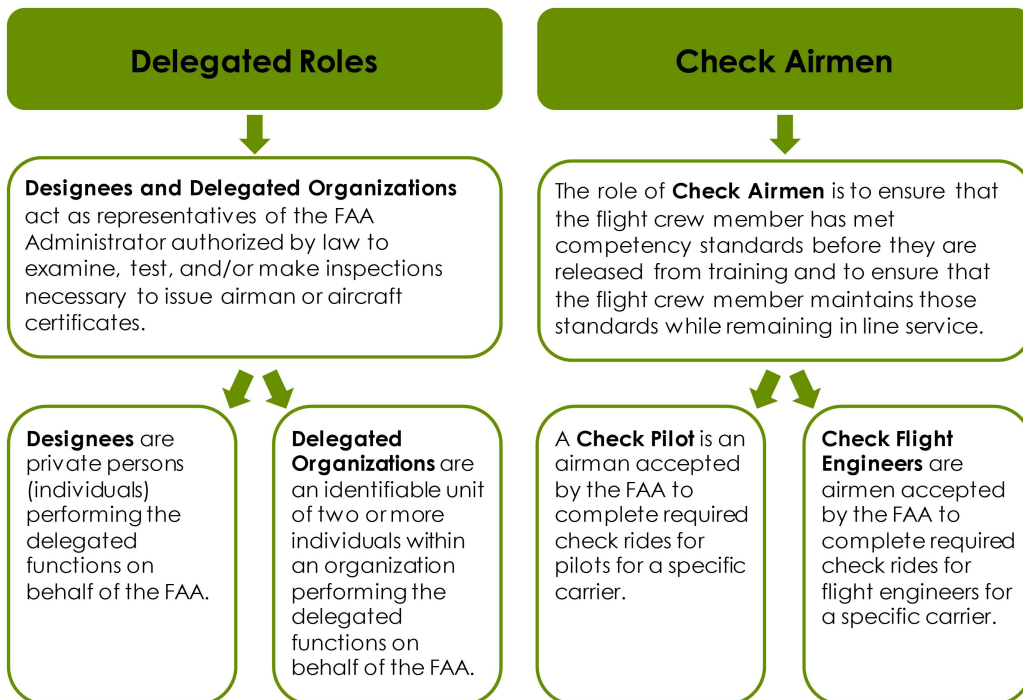 Delegated Roles
Designees and Delegated Organizations
act as representatives of the FAA
Administrator authorized by law to
examine, test, and/or make inspections
necessary to issue airman or aircraft
certificates.
Designees are
private persons
(individuals)
performing the
delegated
functions on
behalf of the FAA.
Delegated
Organizations are
an identifiable unit
of two or more
individuals within
an organization
performing the
delegated
functions on
behalf of the FAA.
Check Airmen
The role of Check Airmen is to ensure that
the flight crew member has met
competency standards before they are
released from training and to ensure that
the flight crew member maintains those
standards while remaining in line service.
A Check Pilot is an
airman accepted
by the FAA to
complete required
check rides for
pilots for a specific
carrier.
Check Flight
Engineers are
airmen accepted
by the FAA to
complete required
check rides for
flight engineers for
a specific carrier.